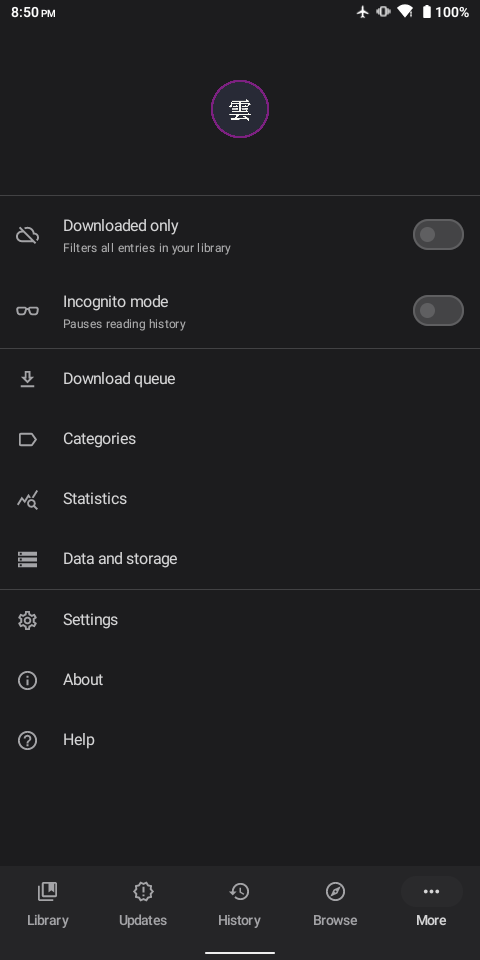 8:50 PM 100%
雲
Downloaded only
Filters all entries in your library
Incognito mode
Pauses reading history
Download queue
Categories
Statistics
Data and storage
Settings
About
Help
Library Updates History Browse More